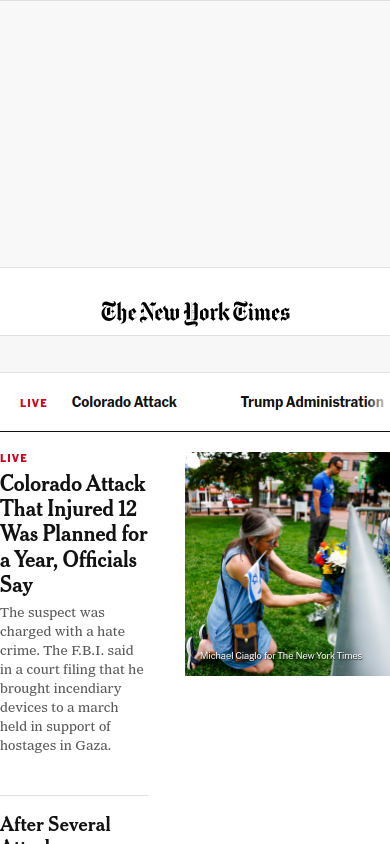 The New York Times
LIVE Colorado Attack Trump Administration
LIVE
Colorado Attack
That Injured 12
Was Planned for
a Year, Officials
Say
The suspect was
charged with a hate
crime. The F.B.I. said
in a court filing that he
brought incendiary
devices to a march
held in support of
hostages in Gaza.
Michael Ciaglo for The New York Times
After Several